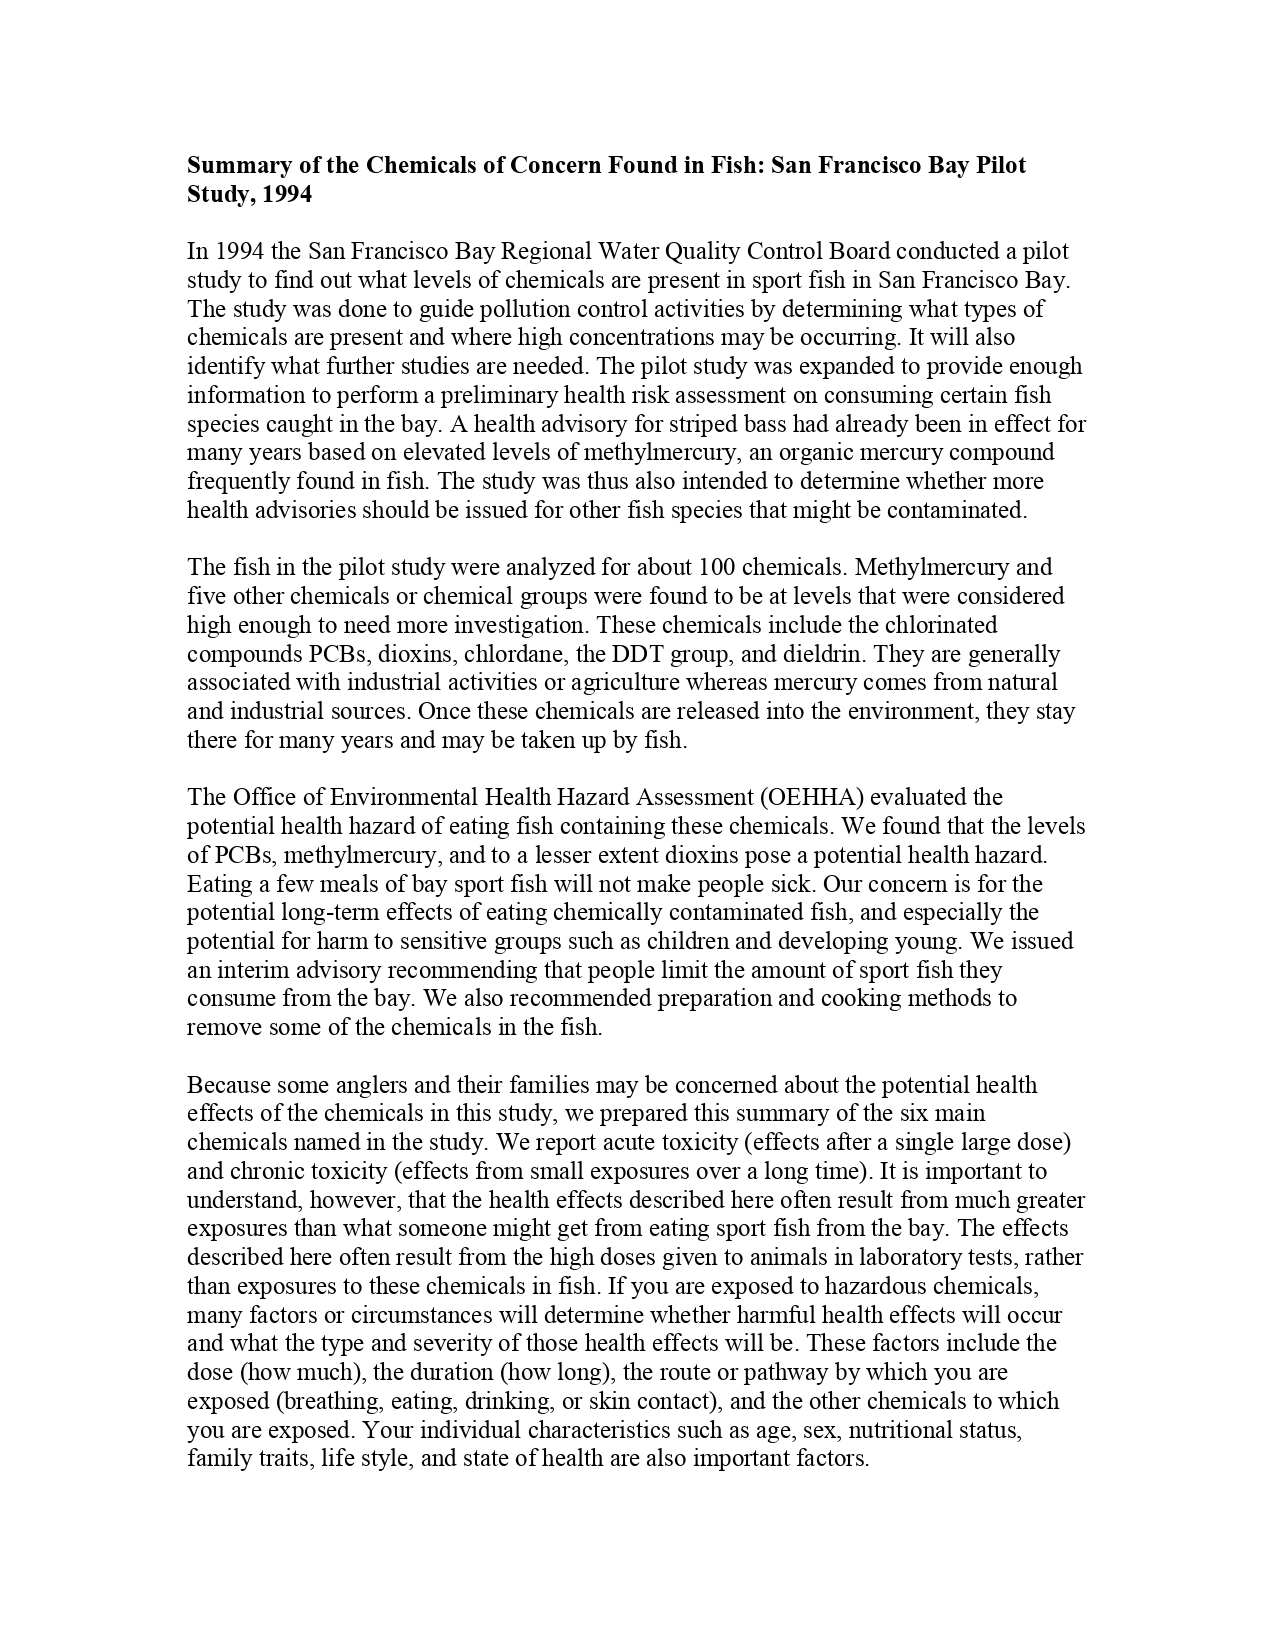 Summary of the Chemicals of Concern Found in Fish: San Francisco Bay Pilot
Study, 1994
In 1994 the San Francisco Bay Regional Water Quality Control Board conducted a pilot
study to find out what levels of chemicals are present in sport fish in San Francisco Bay.
The study was done to guide pollution control activities by determining what types of
chemicals are present and where high concentrations may be occurring. It will also
identify what further studies are needed. The pilot study was expanded to provide enough
information to perform a preliminary health risk assessment on consuming certain fish
species caught in the bay. A health advisory for striped bass had already been in effect for
many years based on elevated levels of methylmercury, an organic mercury compound
frequently found in fish. The study was thus also intended to determine whether more
health advisories should be issued for other fish species that might be contaminated.
The fish in the pilot study were analyzed for about 100 chemicals. Methylmercury and
five other chemicals or chemical groups were found to be at levels that were considered
high enough to need more investigation. These chemicals include the chlorinated
compounds PCBs, dioxins, chlordane, the DDT group, and dieldrin. They are generally
associated with industrial activities or agriculture whereas mercury comes from natural
and industrial sources. Once these chemicals are released into the environment, they stay
there for many years and may be taken up by fish.
The Office of Environmental Health Hazard Assessment (OEHHA) evaluated the
potential health hazard of eating fish containing these chemicals. We found that the levels
of PCBs, methylmercury, and to a lesser extent dioxins pose a potential health hazard.
Eating a few meals of bay sport fish will not make people sick. Our concern is for the
potential long-term effects of eating chemically contaminated fish, and especially the
potential for harm to sensitive groups such as children and developing young. We issued
an interim advisory recommending that people limit the amount of sport fish they
consume from the bay. We also recommended preparation and cooking methods to
remove some of the chemicals in the fish.
Because some anglers and their families may be concerned about the potential health
effects of the chemicals in this study, we prepared this summary of the six main
chemicals named in the study. We report acute toxicity (effects after a single large dose)
and chronic toxicity (effects from small exposures over a long time). It is important to
understand, however, that the health effects described here often result from much greater
exposures than what someone might get from eating sport fish from the bay. The effects
described here often result from the high doses given to animals in laboratory tests, rather
than exposures to these chemicals in fish. If you are exposed to hazardous chemicals,
many factors or circumstances will determine whether harmful health effects will occur
and what the type and severity of those health effects will be. These factors include the
dose (how much), the duration (how long), the route or pathway by which you are
exposed (breathing, eating, drinking, or skin contact), and the other chemicals to which
you are exposed. Your individual characteristics such as age, sex, nutritional status,
family traits, life style, and state of health are also important factors.